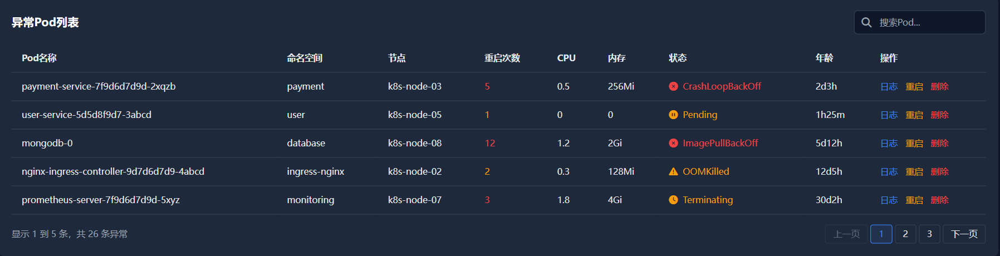 异常Pod列表
搜索Pod...
Pod名称 命名空间 节点 重启次数 CPU 内存 状态 年龄 操作
payment-service-7f9d6d7d9d-2xqzb payment k8s-node-03 5 0.5 256Mi CrashLoopBackOff 2d3h 日志 重启 删除
user-service-5d5d8f9d7-3abcd user k8s-node-05 1 0 0 Pending 1h25m 日志 重启 删除
mongodb-0 database k8s-node-08 12 1.2 2Gi ImagePullBackOff 5d12h 日志 重启 删除
nginx-ingress-controller-9d7d6d7d9-4abcd ingress-nginx k8s-node-02 2 0.3 128Mi OOMKilled 12d5h 日志 重启 删除
prometheus-server-7f9d6d7d9d-5xyz monitoring k8s-node-07 3 1.8 4Gi Terminating 30d2h 日志 重启 删除
显示 1 到 5 条，共 26 条异常 上一页 1 2 3 下一页